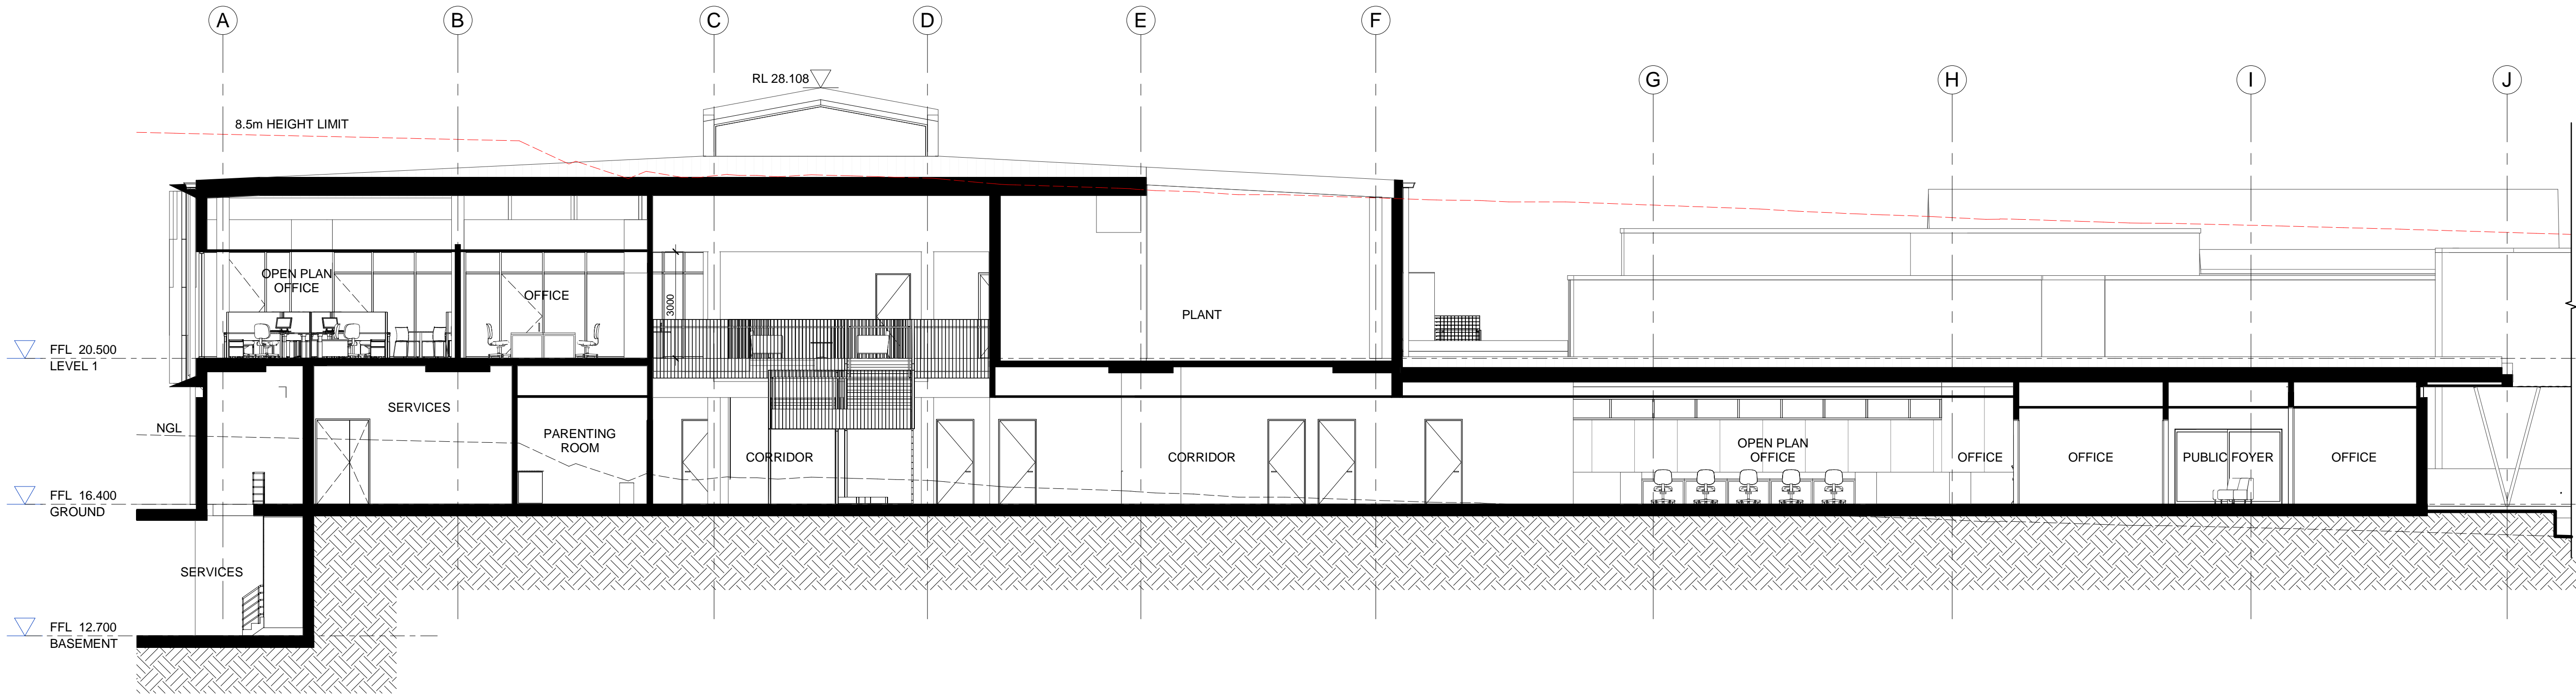 A
B
C
D
E
F
G
H
I
J
RL 28.108
8.5m HEIGHT LIMIT
OPEN PLAN
OFFICE
OFFICE
3000
PLANT
FFL 20.500
LEVEL 1
SERVICES
NGL
PARENTING
ROOM
CORRIDOR
CORRIDOR
OPEN PLAN
OFFICE
OFFICE
OFFICE
PUBLIC FOYER
OFFICE
FFL 16.400
GROUND
SERVICES
FFL 12.700
BASEMENT